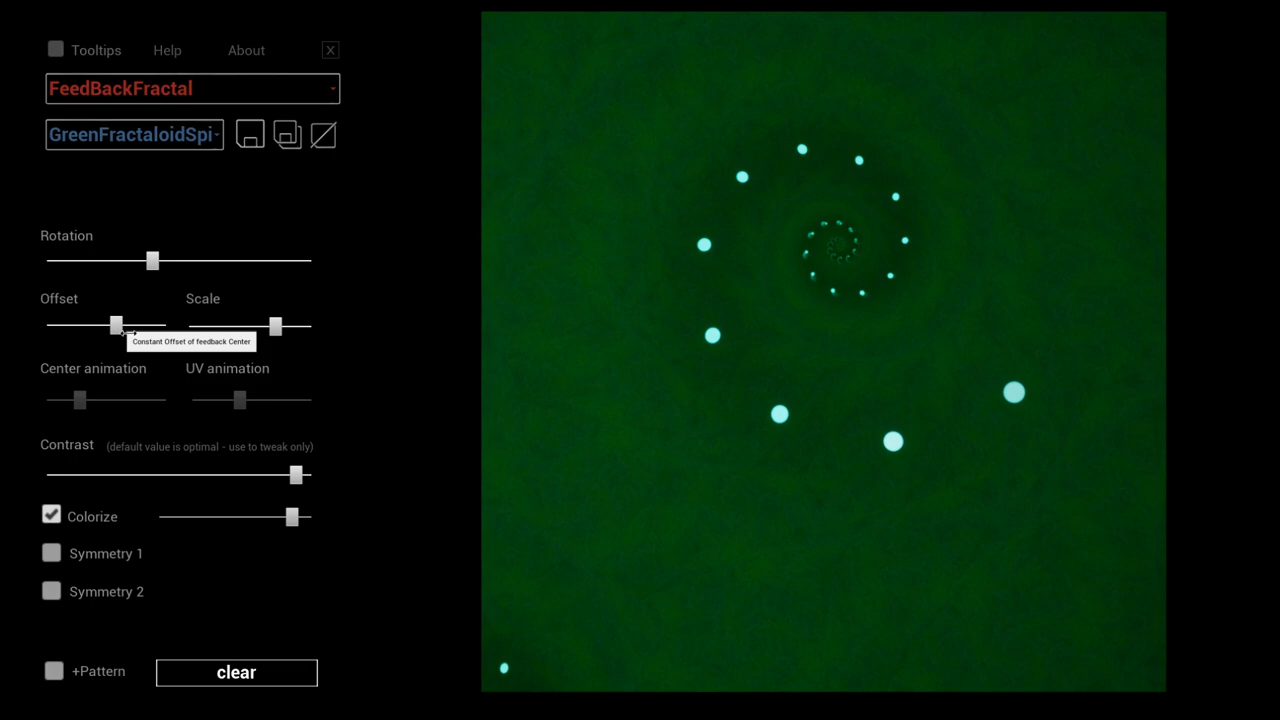 Tooltips Help About X
FeedBackFractal
GreenFractaloidSpi
Rotation
Offset Scale
Constant Offset of feedback Center
Center animation UV animation
Contrast (default value is optimal - use to tweak only)
Colorize
Symmetry 1
Symmetry 2
+Pattern clear